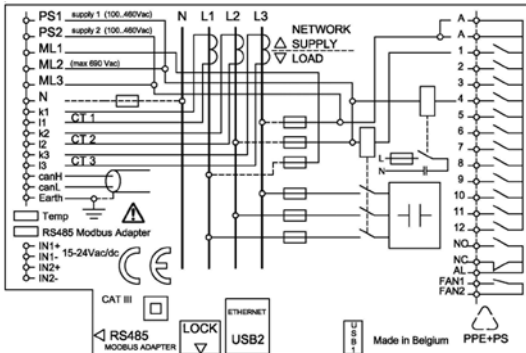 PS1 supply 1 (100..460Vac)
PS2 supply 2 (100..460Vac)
ML1
ML2 (max 690 Vac)
ML3
N
k1
l1 CT 1
k2
l2 CT 2
k3
l3 CT 3
canH
canL
Earth
Temp
RS485 Modbus Adapter
IN1+
IN1- 15-24Vac/dc
IN2+
IN2-
CAT III
RS485
MODBUS ADAPTER
N L1 L2 L3
NETWORK
SUPPLY
LOAD
L
N
CE
LOCK
ETHERNET
USB2
USB1
Made in Belgium
A
A
1
2
3
4
5
6
7
8
9
10
11
12
NO
NC
AL
FAN1
FAN2
PPE+PS